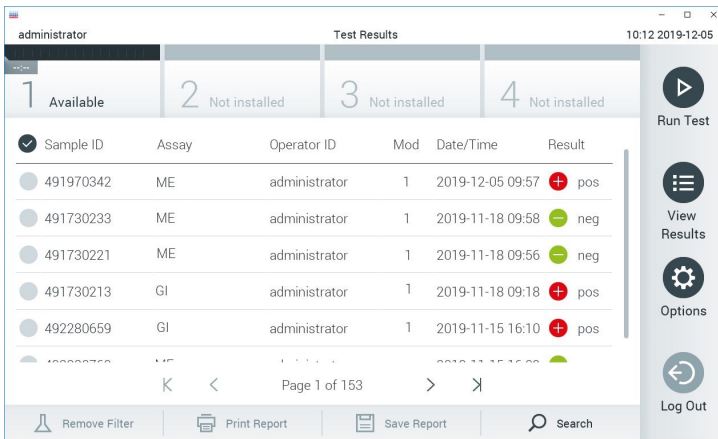 administrator Test Results 10:12 2019-12-05
--:--
1 Available 2 Not installed 3 Not installed 4 Not installed
Run Test
Sample ID Assay Operator ID Mod Date/Time Result
491970342 ME administrator 1 2019-12-05 09:57 pos
491730233 ME administrator 1 2019-11-18 09:58 neg
View
Results
491730221 ME administrator 1 2019-11-18 09:56 neg
491730213 GI administrator 1 2019-11-18 09:18 pos
Options
492280659 GI administrator 1 2019-11-15 16:10 pos
Page 1 of 153
Log Out
Remove Filter Print Report Save Report Search